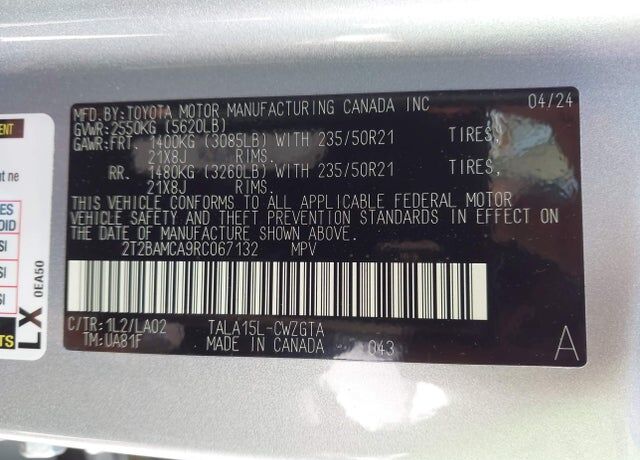 MFD.BY:TOYOTA MOTOR MANUFACTURING CANADA INC 04/24
GVWR:2550KG (5620LB)
GAWR:FRT. 1400KG (3085LB) WITH 235/50R21 TIRES,
21X8J RIMS.
RR. 1480KG (3260LB) WITH 235/50R21 TIRES,
21X8J RIMS.
THIS VEHICLE CONFORMS TO ALL APPLICABLE FEDERAL MOTOR
VEHICLE SAFETY AND THEFT PREVENTION STANDARDS IN EFFECT ON
THE DATE OF MANUFACTURE SHOWN ABOVE.
2T2BAMCA9RC067132 MPV
C/TR:1L2/LA02 TALA15L-CWZGTA
TM:UA81F MADE IN CANADA 043 A
LX
0EA50